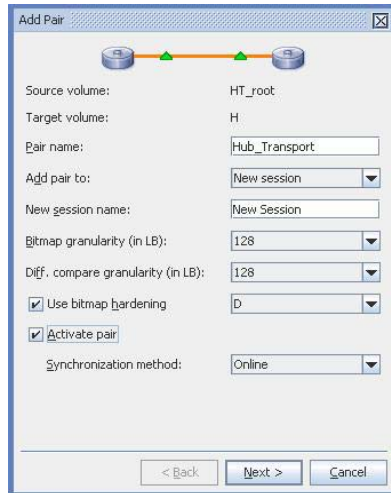 Add Pair
Source volume: HT_root
Target volume: H
Pair name: Hub_Transport
Add pair to: New session
New session name: New Session
Bitmap granularity (in LB): 128
Diff. compare granularity (in LB): 128
Use bitmap hardening D
Activate pair
Synchronization method: Online
< Back Next > Cancel